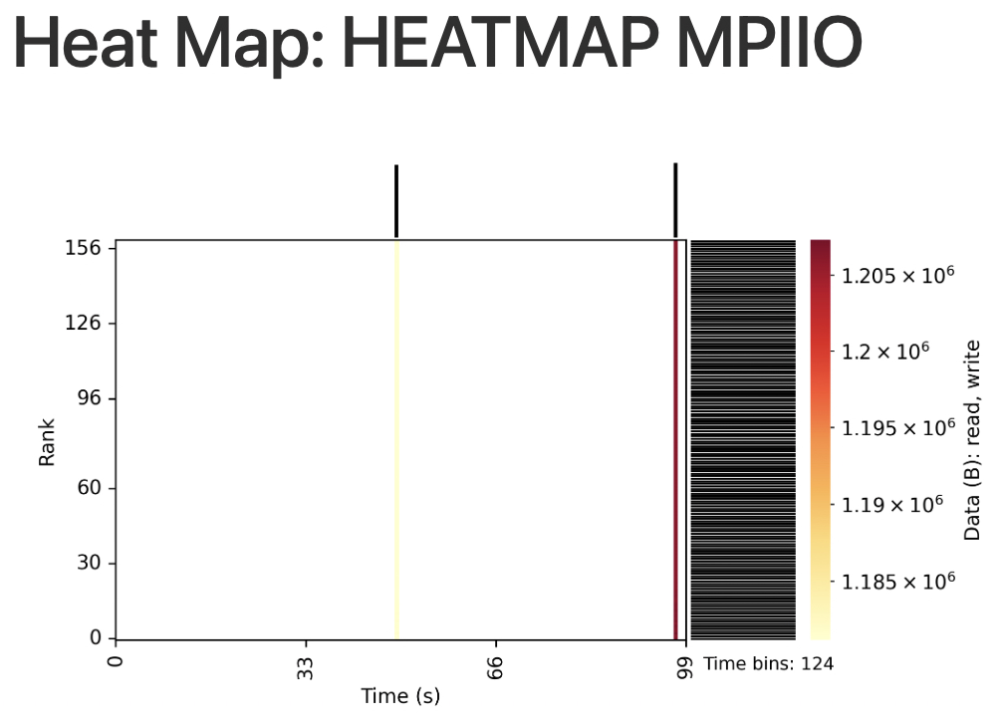 Heat Map: HEATMAP MPIIO
156
126
96
60
30
0
Rank
0
33
66
99
Time (s)
Time bins: 124
1.205 × 10⁶
1.2 × 10⁶
1.195 × 10⁶
1.19 × 10⁶
1.185 × 10⁶
Data (B): read, write